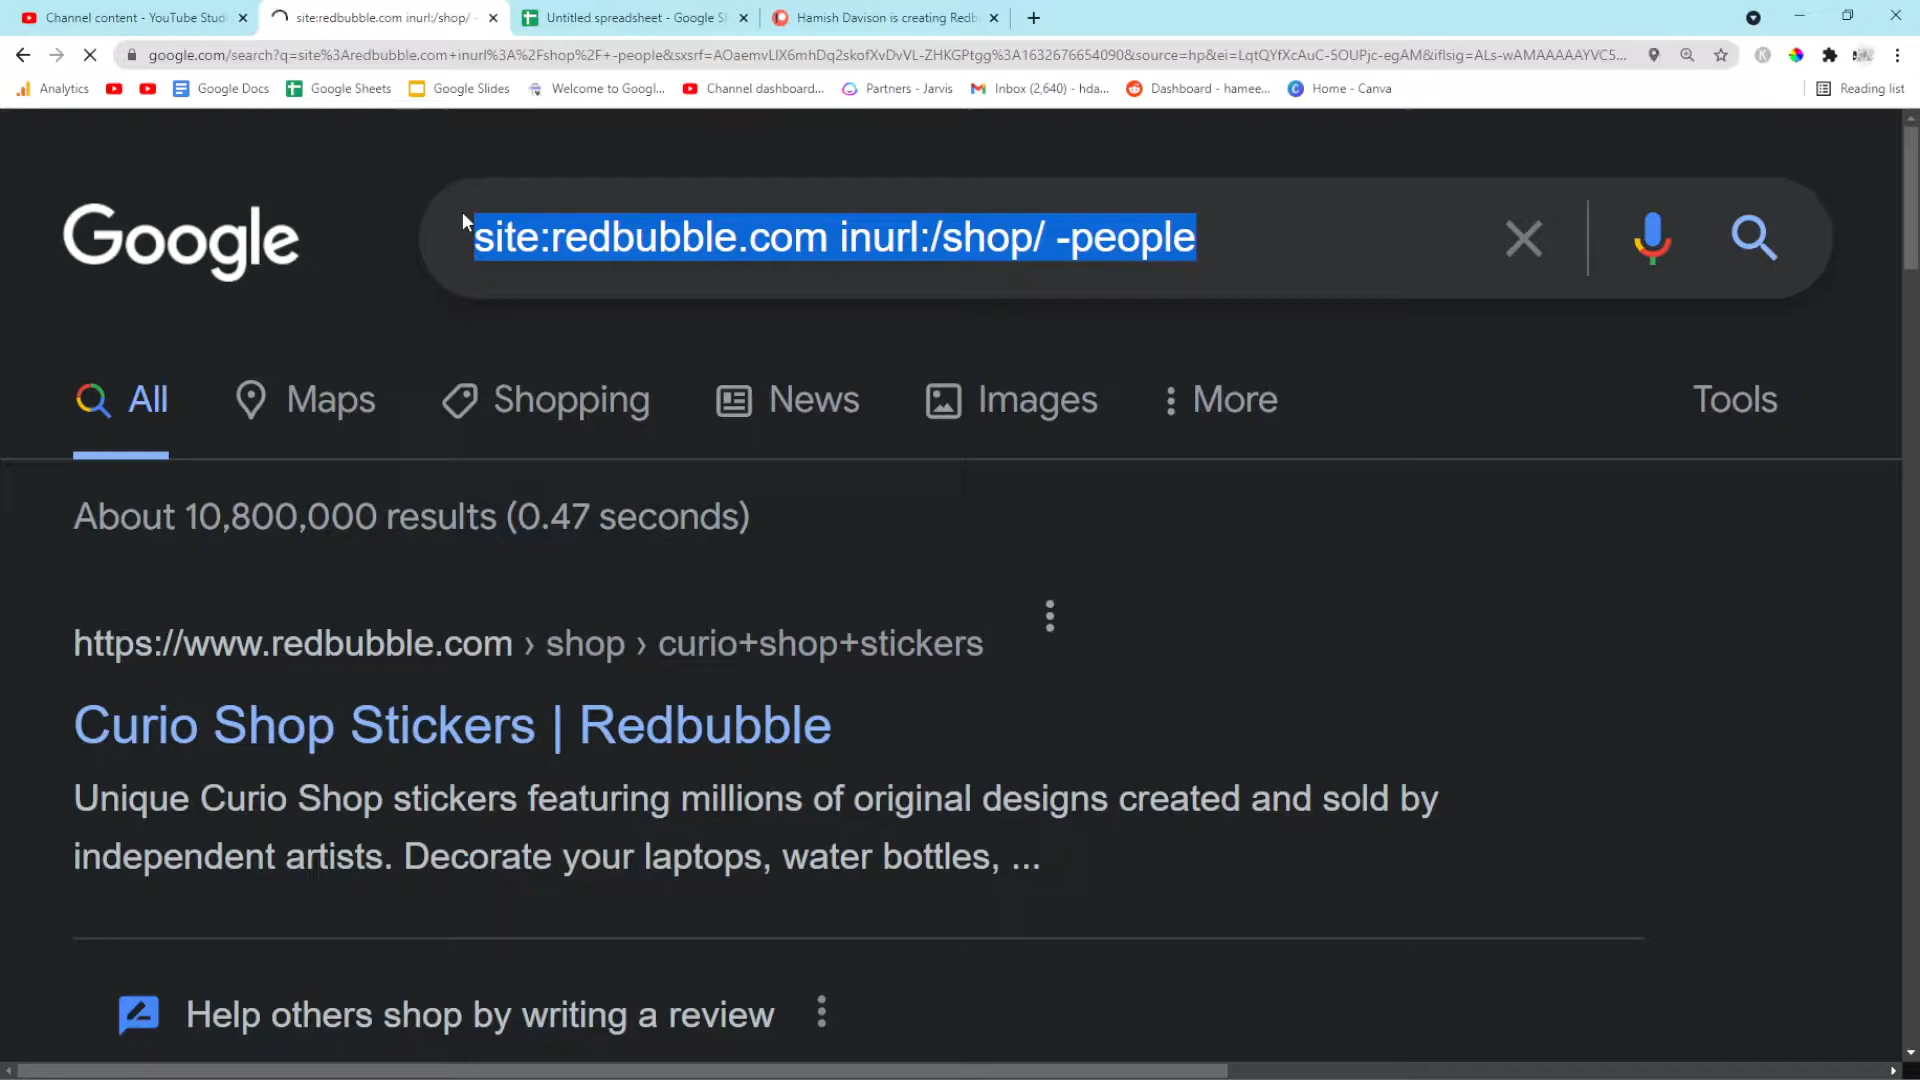 Channel content - YouTube Studi
site:redbubble.com inurl:/shop/ -
Untitled spreadsheet - Google S
Hamish Davison is creating Redb
google.com/search?q=site%3Aredbubble.com+inurl%3A%2Fshop%2F+-people&sxsrf=AOaemvLIX6mhDq2skofXvDvVL-ZHKGPtgg%3A1632676654090&source=hp&ei=LqtQYfXcAuC-5OUPjc-egAM&iflsig=ALs-wAMAAAAAYVC5...
Analytics
Google Docs
Google Sheets
Google Slides
Welcome to Googl...
Channel dashboard...
Partners - Jarvis
Inbox (2,640) - hda...
Dashboard - hamee...
Home - Canva
Reading list
Google
site:redbubble.com inurl:/shop/ -people
All
Maps
Shopping
News
Images
More
Tools
About 10,800,000 results (0.47 seconds)
https://www.redbubble.com › shop › curio+shop+stickers
Curio Shop Stickers | Redbubble
Unique Curio Shop stickers featuring millions of original designs created and sold by
independent artists. Decorate your laptops, water bottles, ...
Help others shop by writing a review